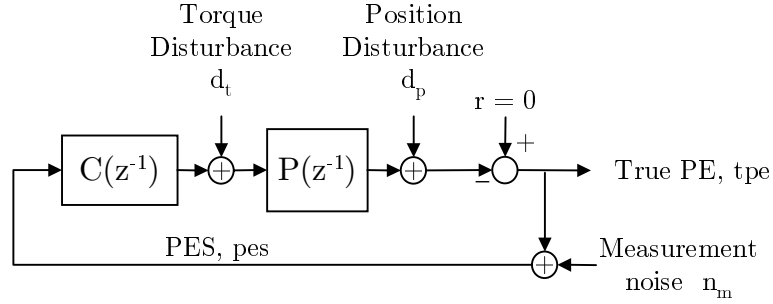 Torque
Disturbance
d_t
Position
Disturbance
d_p
r = 0
+
C(z⁻¹)
+
P(z⁻¹)
+
−
True PE, tpe
PES, pes
+
Measurement
noise n_m